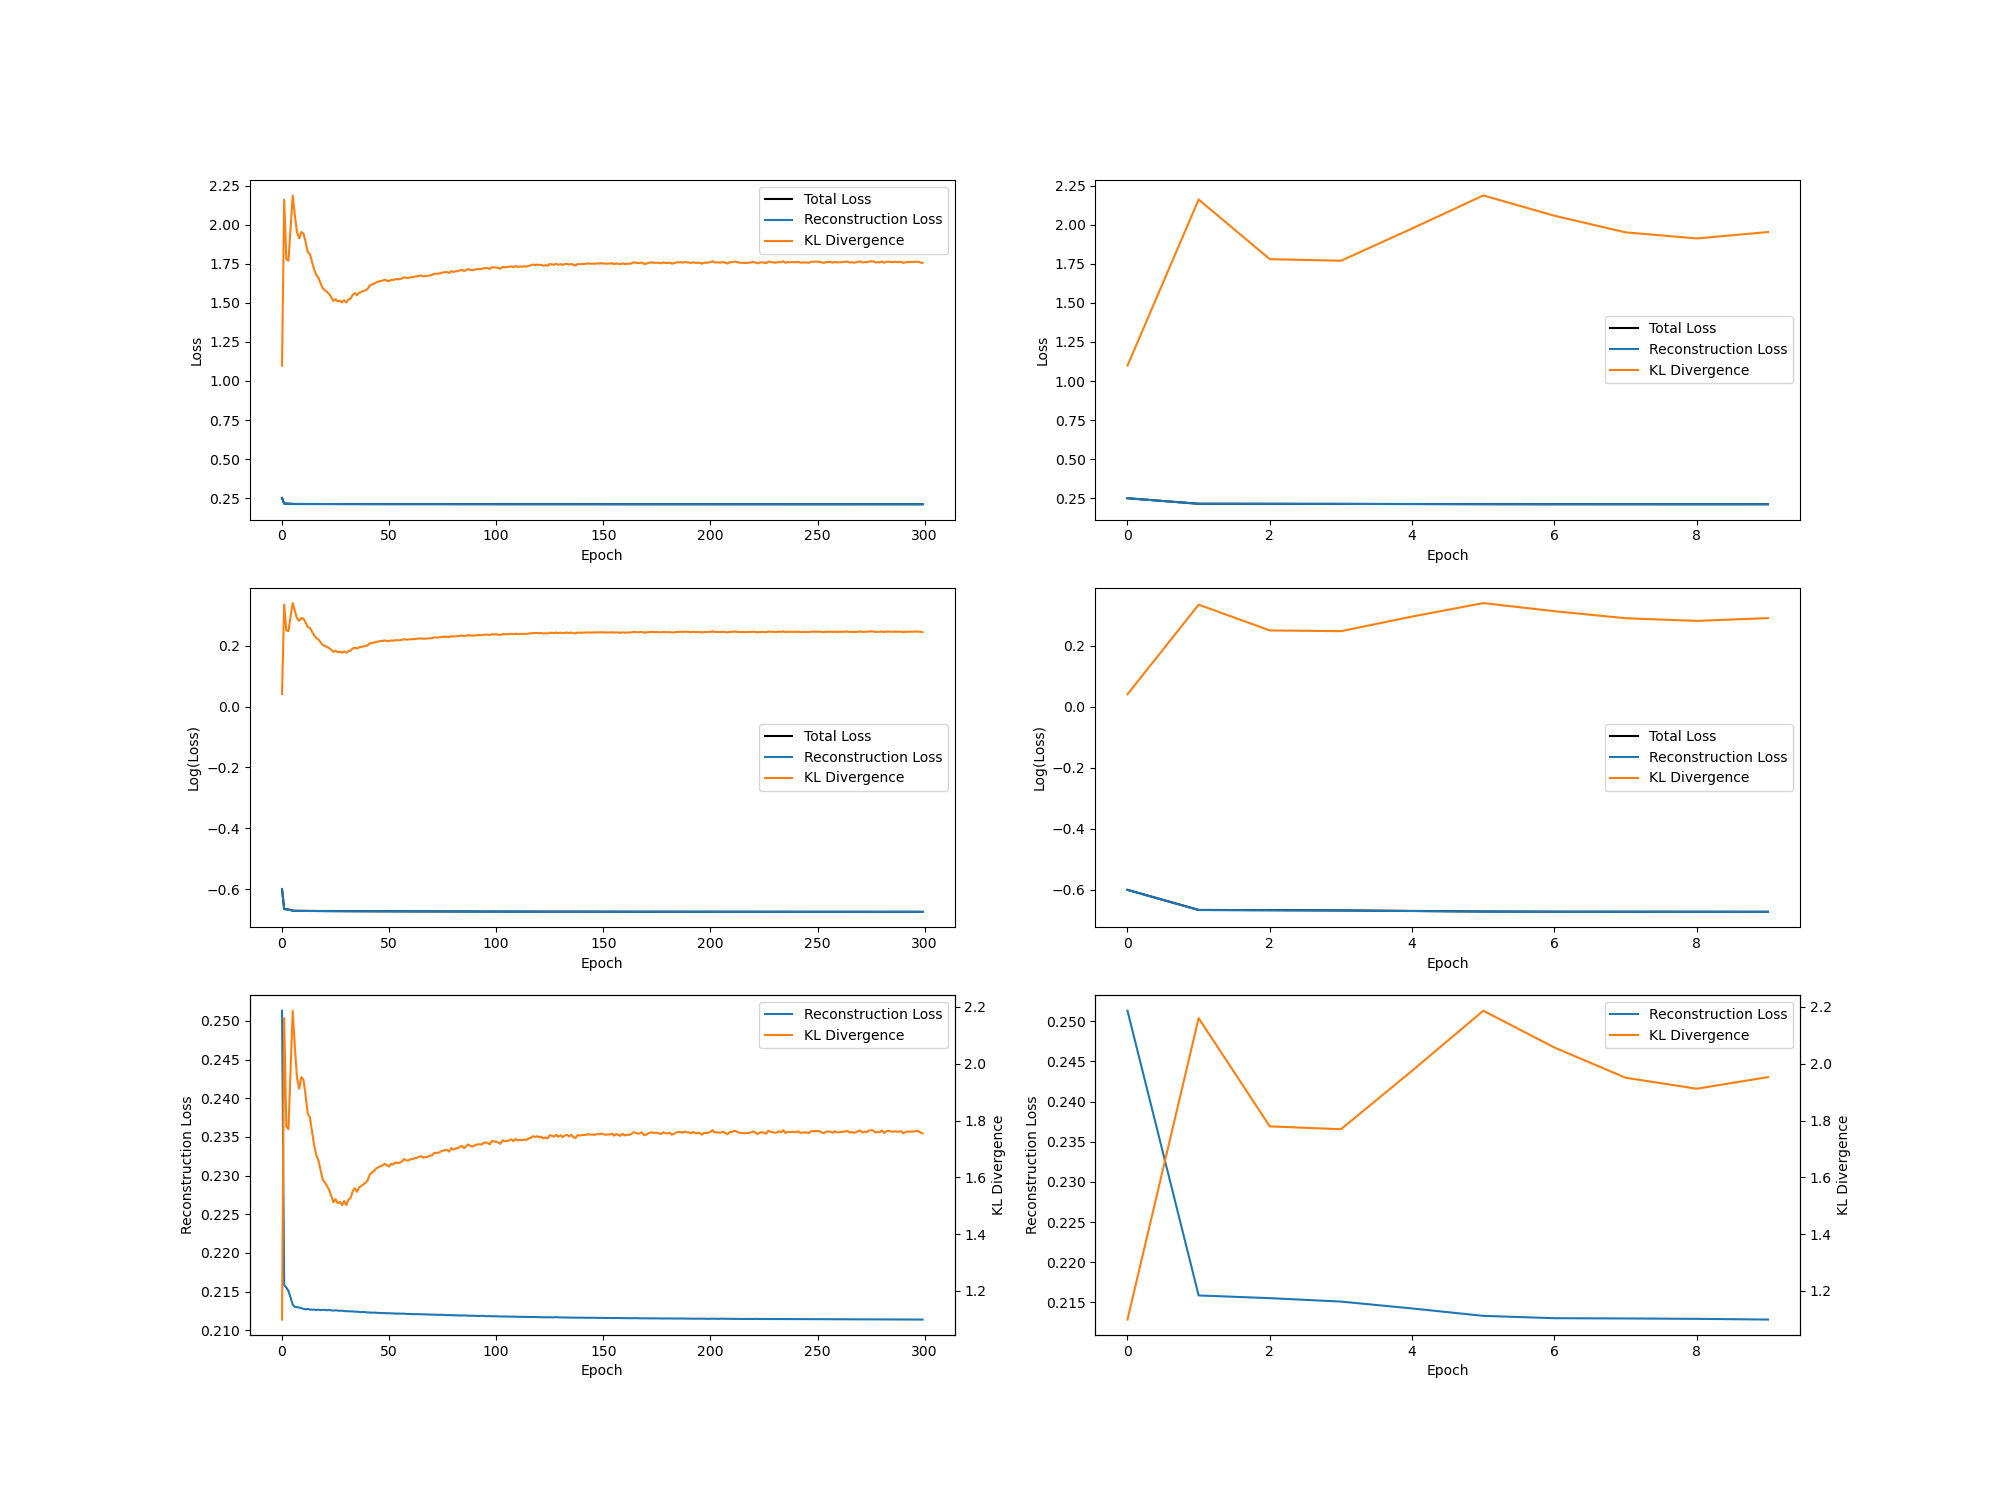 2.25
2.00
1.75
1.50
1.25
1.00
0.75
0.50
0.25
Loss
0 50 100 150 200 250 300
Epoch
Total Loss
Reconstruction Loss
KL Divergence
2.25
2.00
1.75
1.50
1.25
1.00
0.75
0.50
0.25
Loss
0 2 4 6 8
Epoch
Total Loss
Reconstruction Loss
KL Divergence
0.2
0.0
−0.2
−0.4
−0.6
Log(Loss)
0 50 100 150 200 250 300
Epoch
Total Loss
Reconstruction Loss
KL Divergence
0.2
0.0
−0.2
−0.4
−0.6
Log(Loss)
0 2 4 6 8
Epoch
Total Loss
Reconstruction Loss
KL Divergence
0.250
0.245
0.240
0.235
0.230
0.225
0.220
0.215
0.210
Reconstruction Loss
0 50 100 150 200 250 300
Epoch
Reconstruction Loss
KL Divergence
2.2
2.0
1.8
1.6
1.4
1.2
KL Divergence
0.250
0.245
0.240
0.235
0.230
0.225
0.220
0.215
Reconstruction Loss
0 2 4 6 8
Epoch
Reconstruction Loss
KL Divergence
2.2
2.0
1.8
1.6
1.4
1.2
KL Divergence